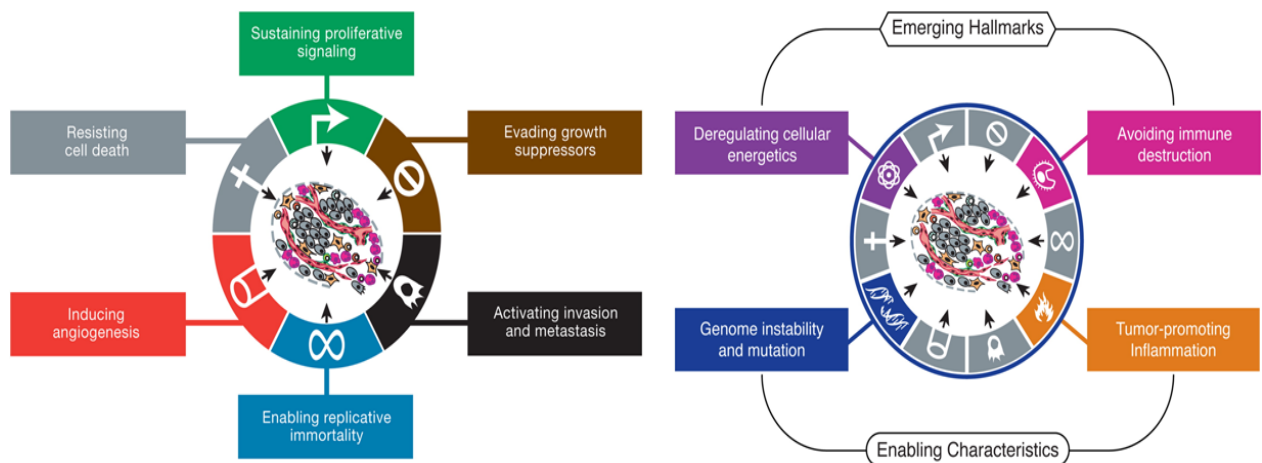 Sustaining proliferative
signaling
Resisting
cell death
Evading growth
suppressors
Inducing
angiogenesis
Activating invasion
and metastasis
Enabling replicative
immortality
Emerging Hallmarks
Deregulating cellular
energetics
Avoiding immune
destruction
Genome instability
and mutation
Tumor-promoting
Inflammation
Enabling Characteristics